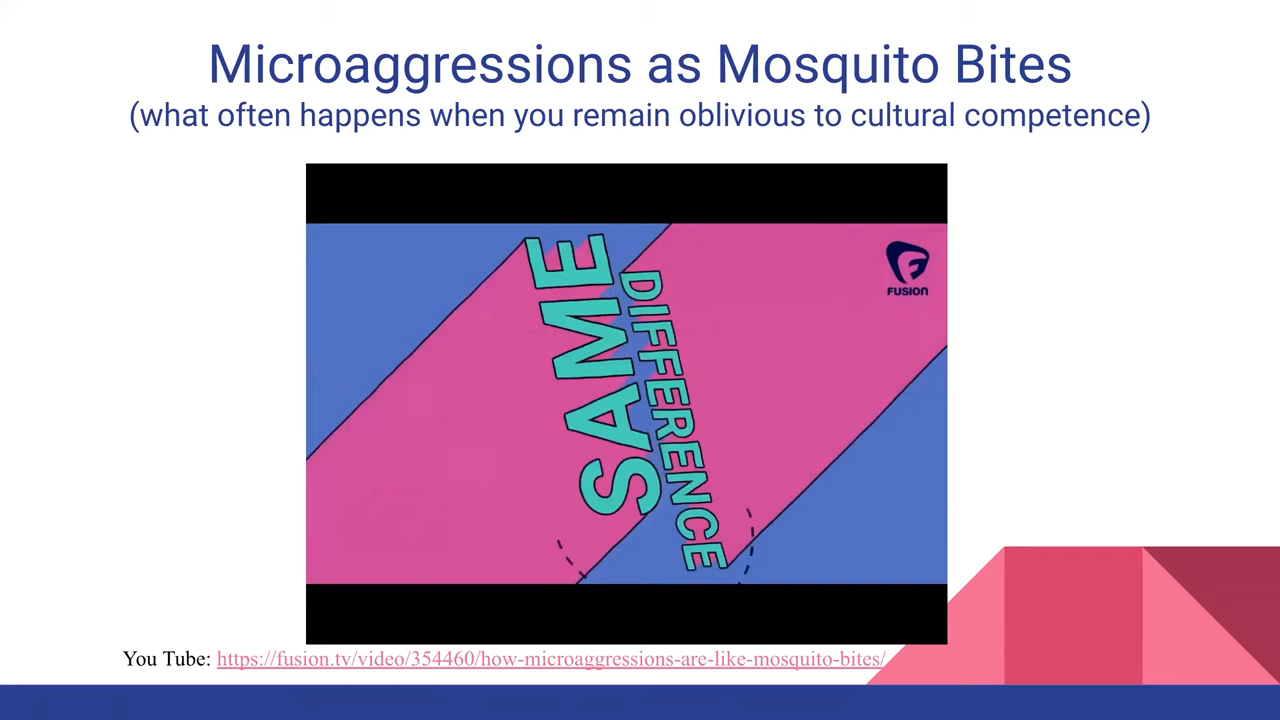 Microaggressions as Mosquito Bites
(what often happens when you remain oblivious to cultural competence)
SAME
DIFFERENCE
FUSION
You Tube: https://fusion.tv/video/354460/how-microaggressions-are-like-mosquito-bites/